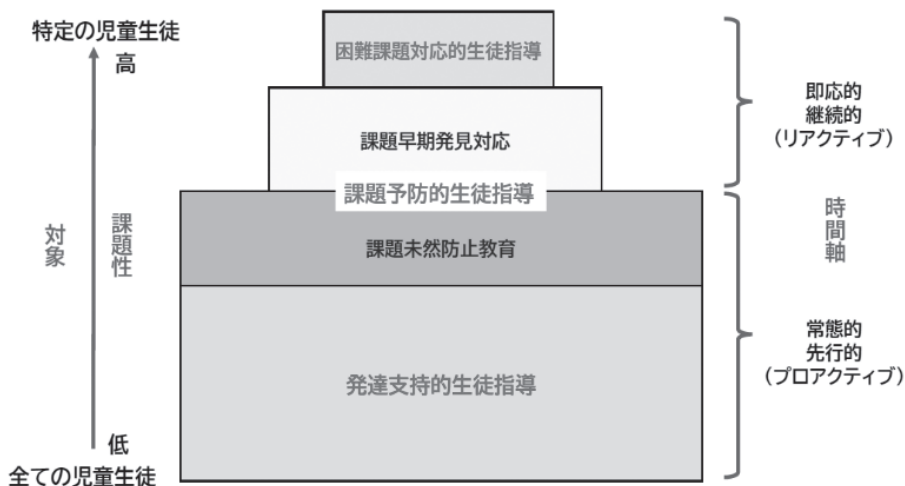 特定の児童生徒
高
困難課題対応的生徒指導
即応的
継続的
(リアクティブ)
課題早期発見対応
課題予防的生徒指導
対象
課題性
時間軸
課題未然防止教育
常態的
先行的
(プロアクティブ)
発達支持的生徒指導
低
全ての児童生徒